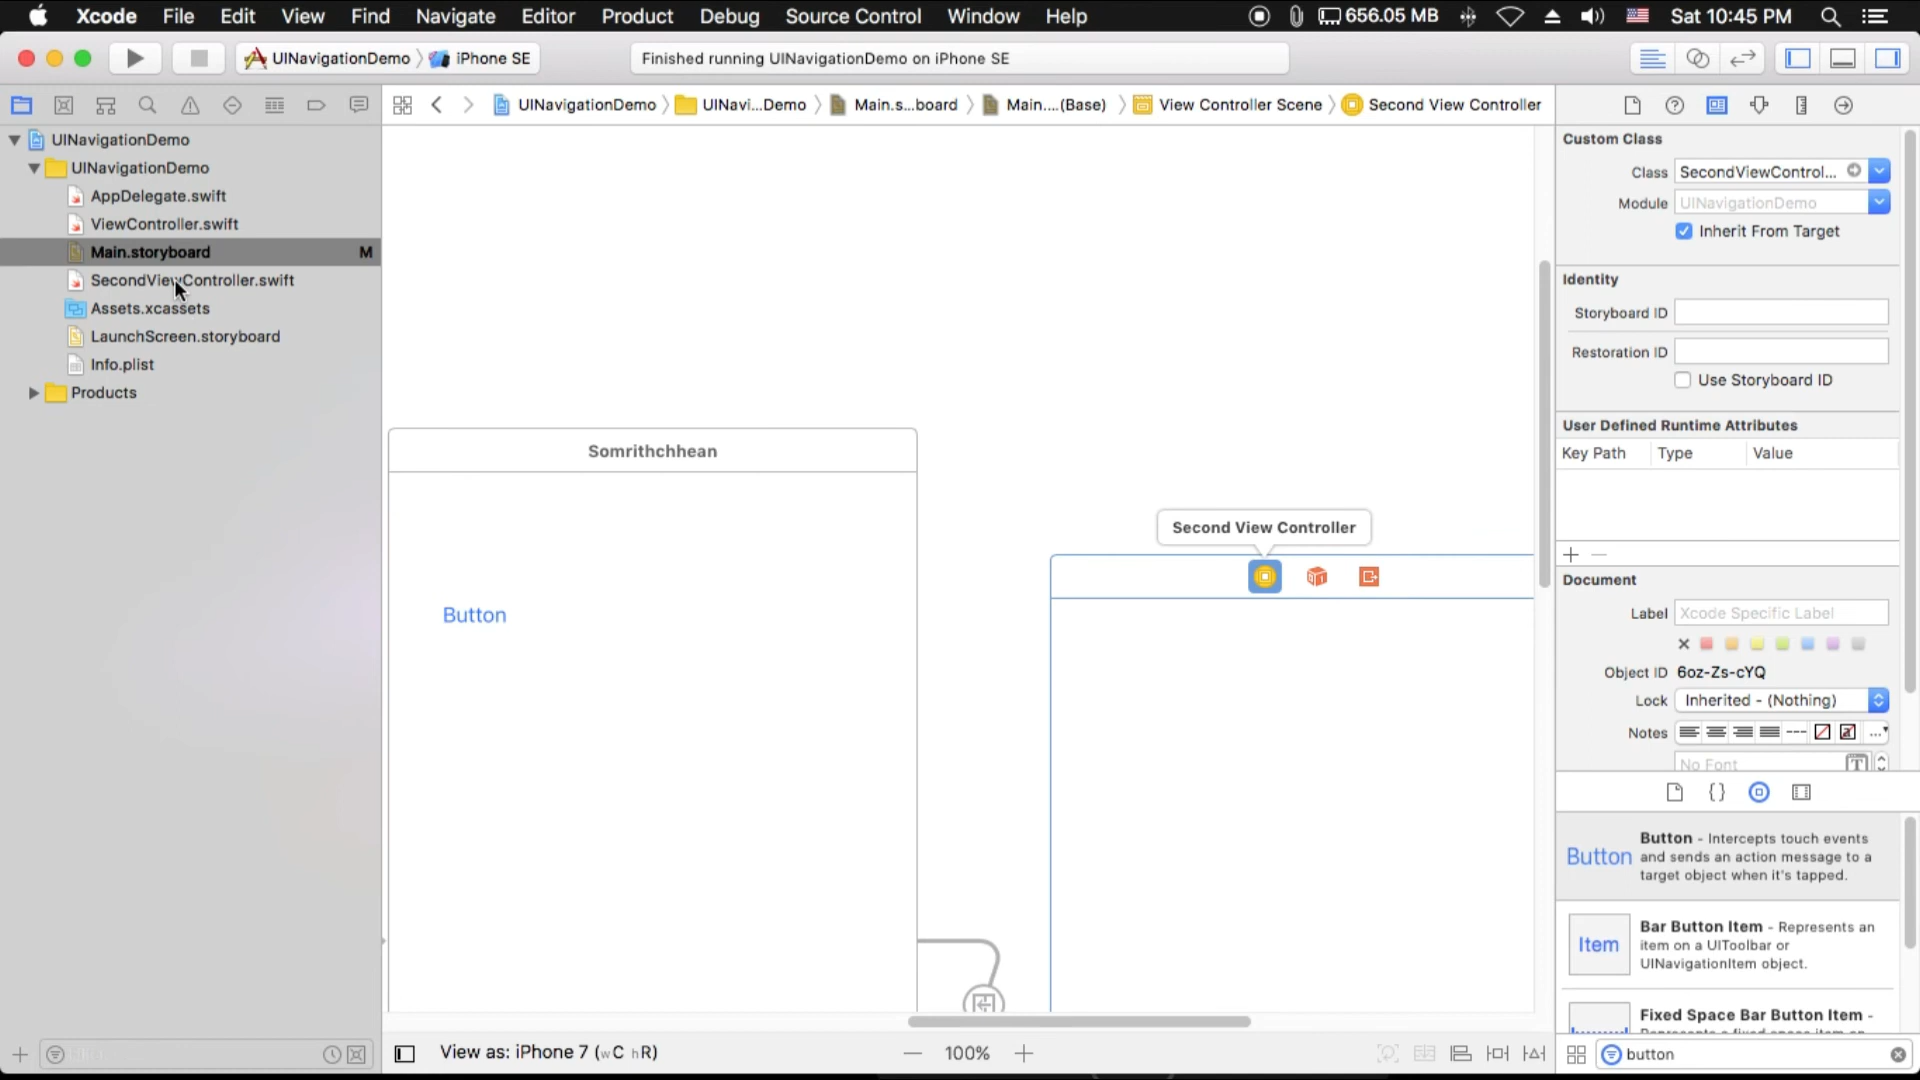 Xcode File Edit View Find Navigate Editor Product Debug Source Control Window Help 656.05 MB Sat 10:45 PM
UINavigationDemo iPhone SE Finished running UINavigationDemo on iPhone SE
UINavigationDemo UINavi...Demo Main.s...board Main....(Base) View Controller Scene Second View Controller
UINavigationDemo
UINavigationDemo
AppDelegate.swift
ViewController.swift
Main.storyboard M
SecondViewController.swift
Assets.xcassets
LaunchScreen.storyboard
Info.plist
Products
Somrithchhean
Button
Second View Controller
View as: iPhone 7 (wC hR) 100%
Custom Class
Class SecondViewControl...
Module UINavigationDemo
Inherit From Target
Identity
Storyboard ID
Restoration ID
Use Storyboard ID
User Defined Runtime Attributes
Key Path Type Value
Document
Label Xcode Specific Label
Object ID 6oz-Zs-cYQ
Lock Inherited - (Nothing)
Notes
No Font
Button
Button - Intercepts touch events
and sends an action message to a
target object when it's tapped.
Item
Bar Button Item - Represents an
item on a UIToolbar or
UINavigationItem object.
Fixed Space Bar Button Item -
button